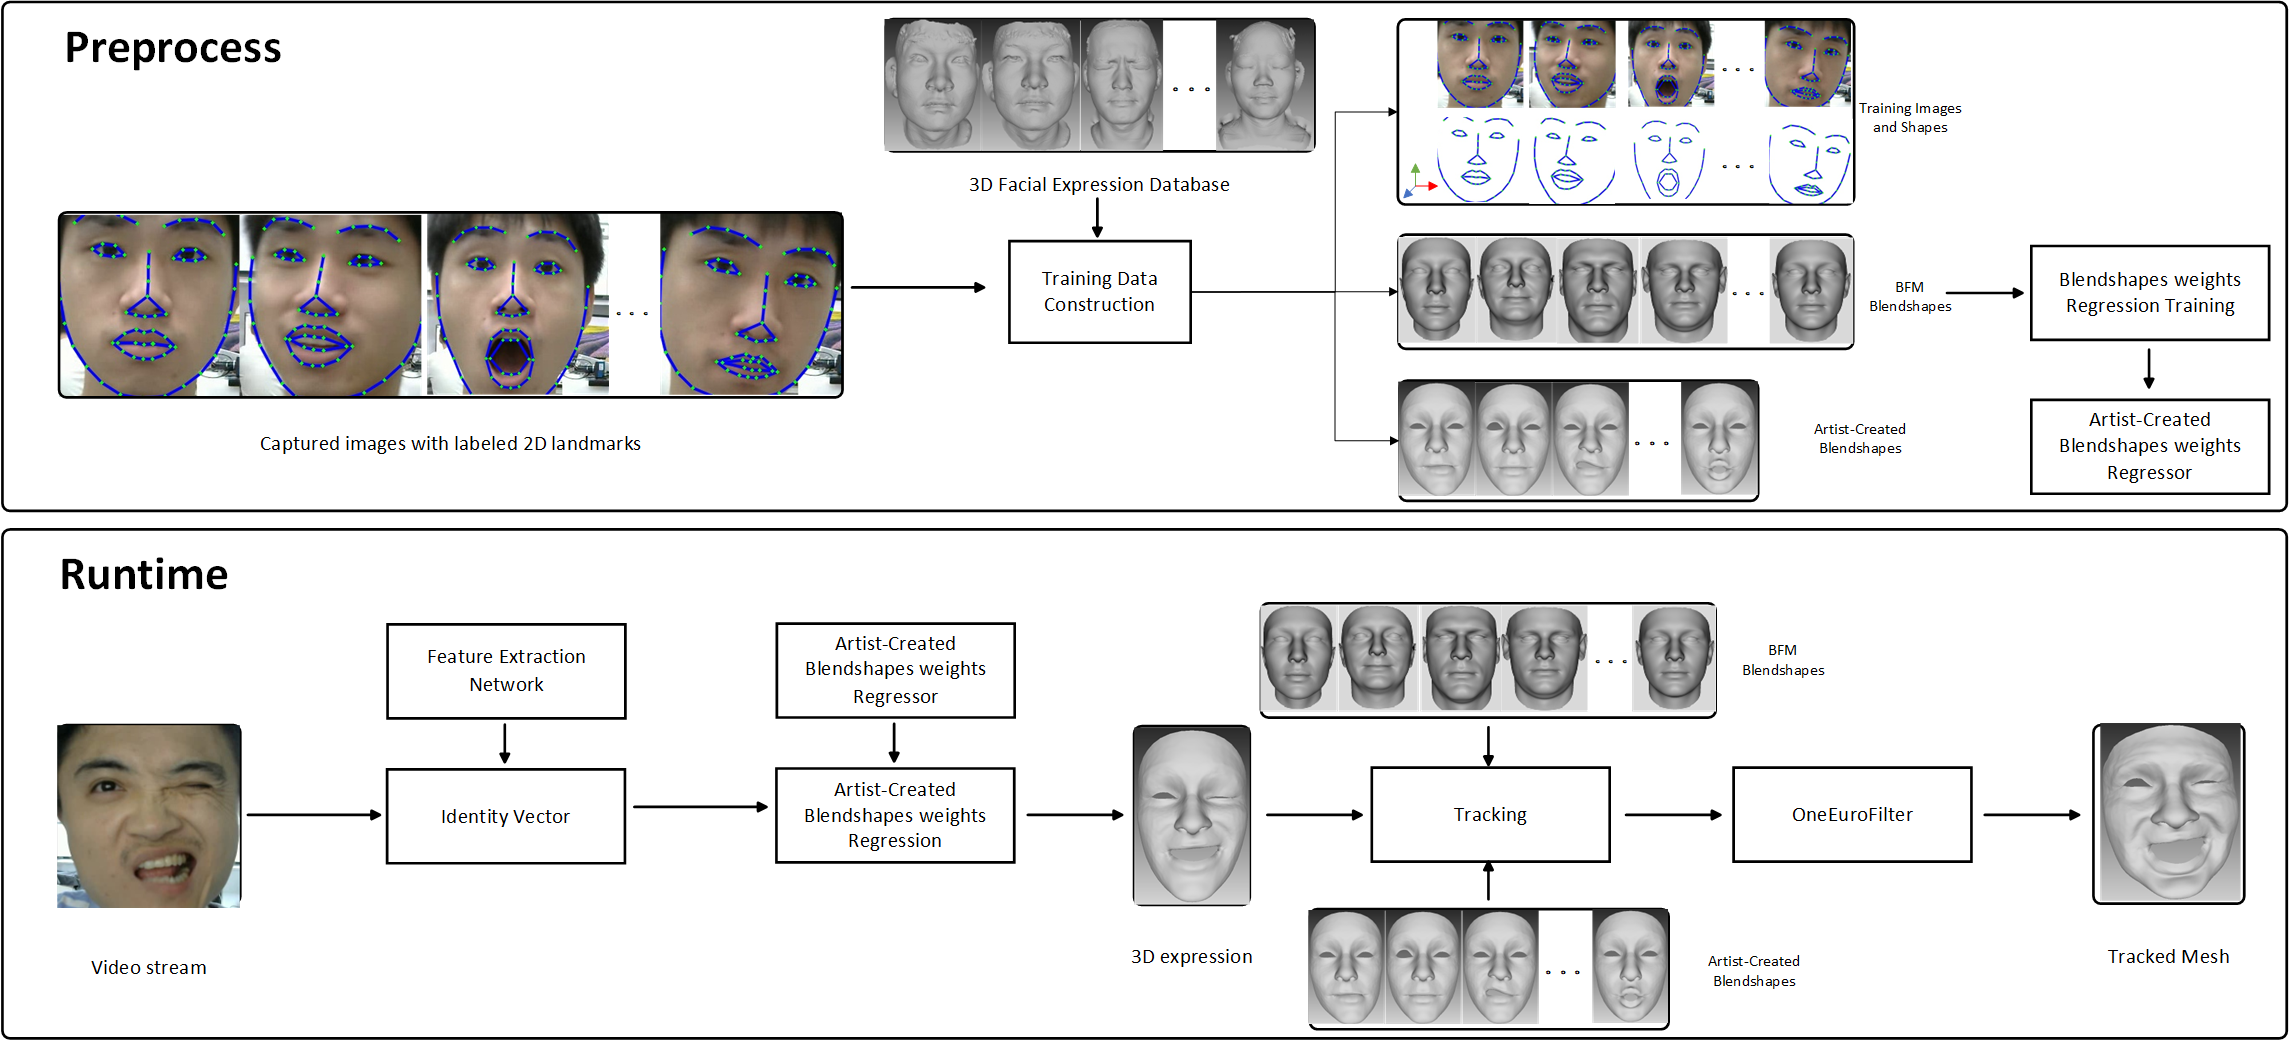 Preprocess
3D Facial Expression Database
Training Images
and Shapes
Captured images with labeled 2D landmarks
Training Data
Construction
BFM
Blendshapes
Blendshapes weights
Regression Training
Artist-Created
Blendshapes
Artist-Created
Blendshapes weights
Regressor
Runtime
Feature Extraction
Network
Artist-Created
Blendshapes weights
Regressor
BFM
Blendshapes
Identity Vector
Artist-Created
Blendshapes weights
Regression
Tracking
OneEuroFilter
Video stream
3D expression
Artist-Created
Blendshapes
Tracked Mesh